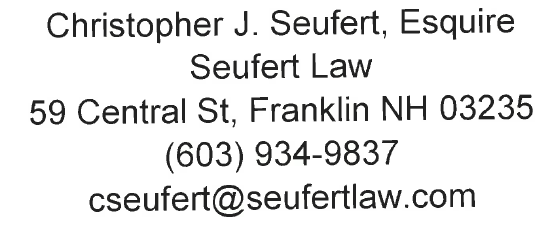 Christopher J. Seufert, Esquire
Seufert Law
59 Central St, Franklin NH 03235
(603) 934-9837
cseufert@seufertlaw.com